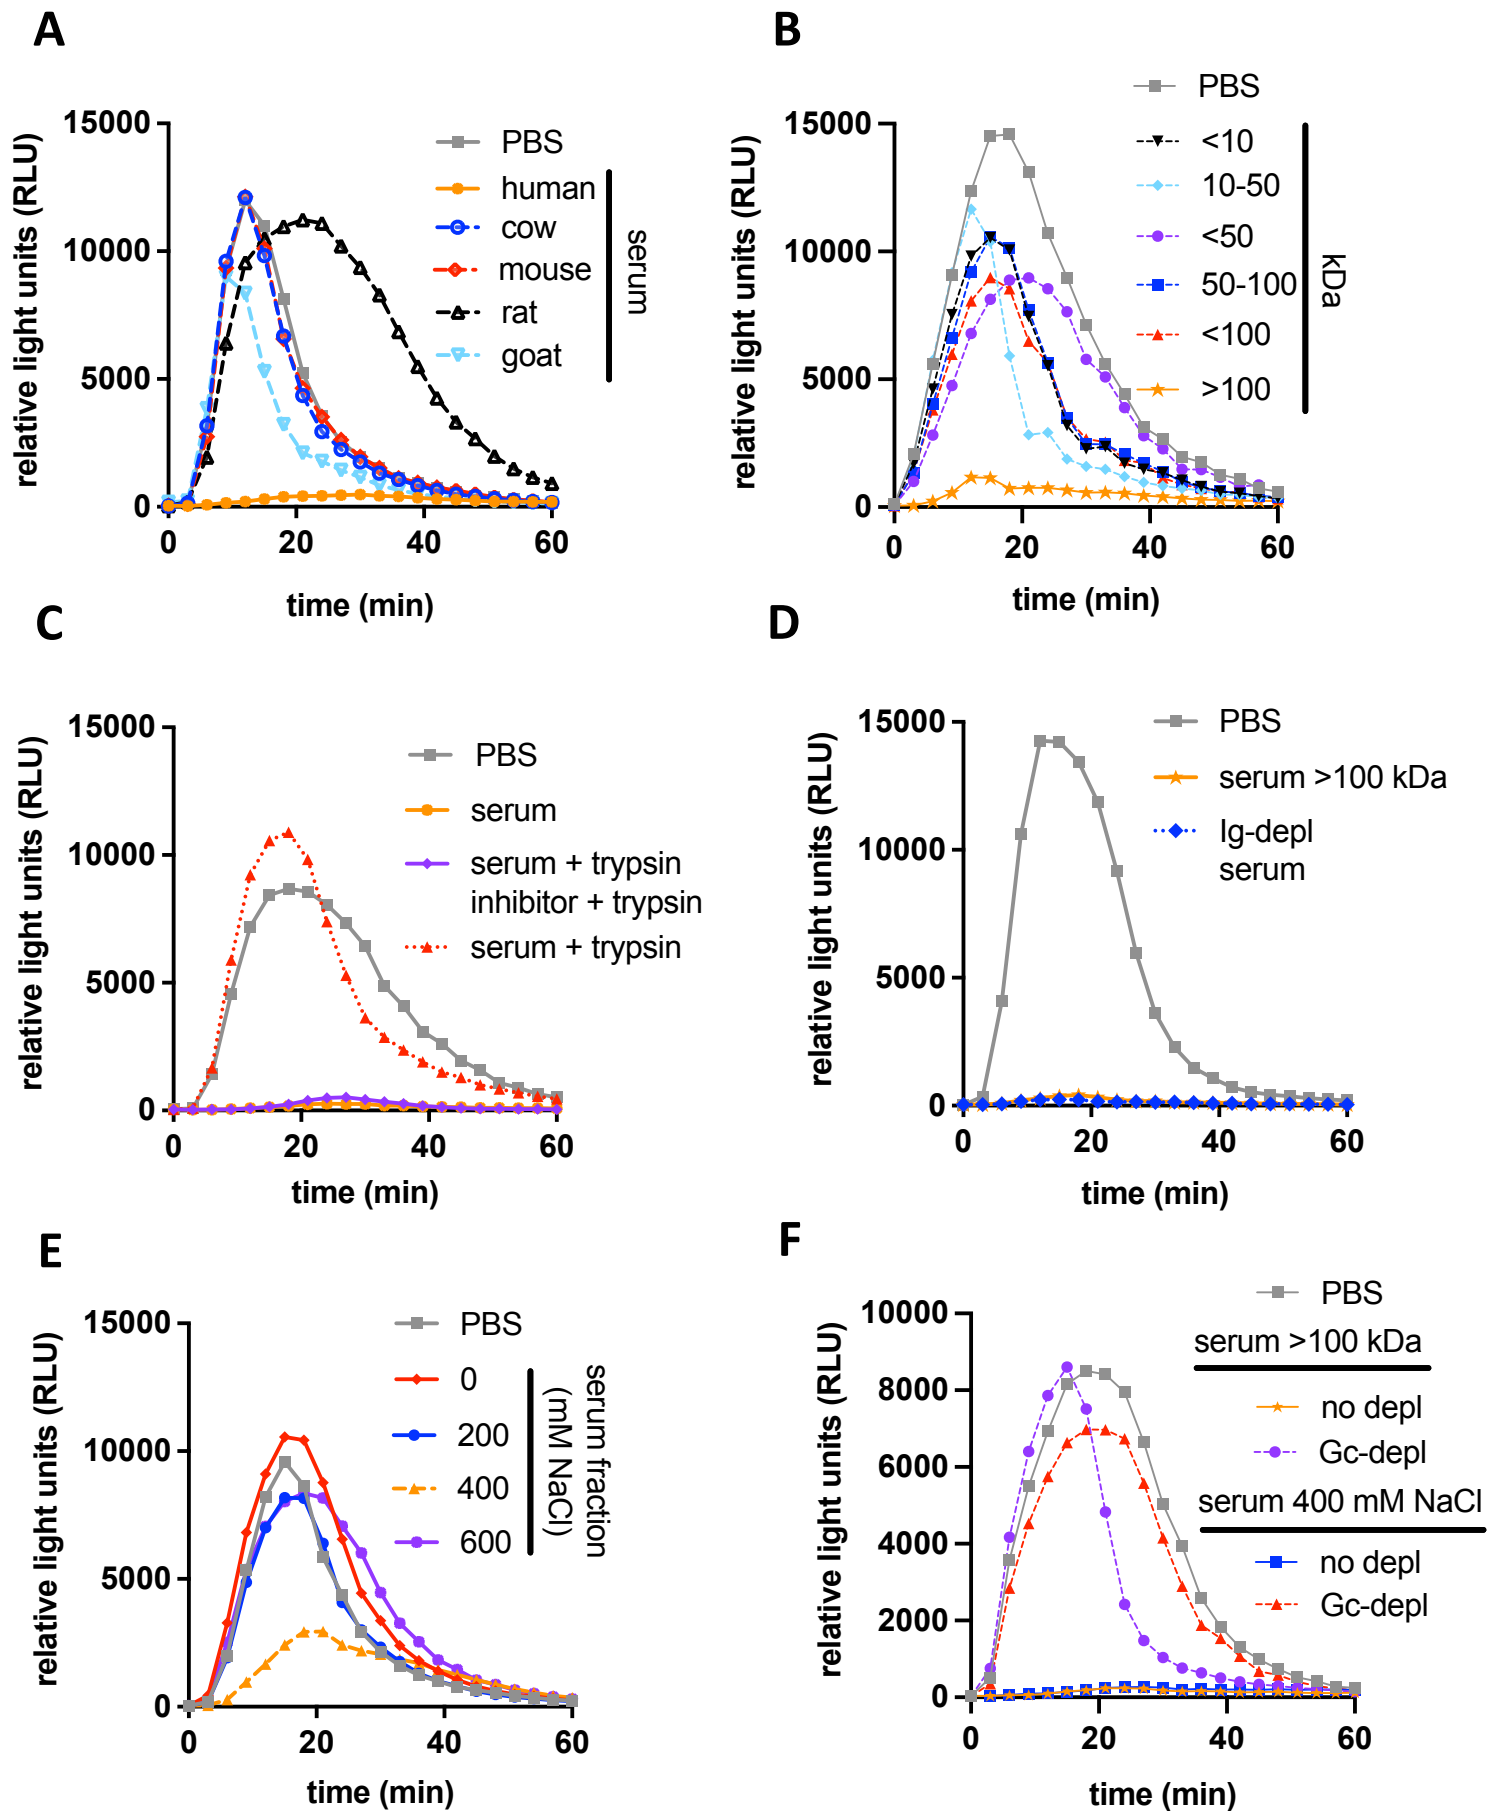 A
relative light units (RLU)
15000
10000
5000
0
0
20
40
60
time (min)
PBS
human
cow
mouse
rat
goat
serum
B
relative light units (RLU)
15000
10000
5000
0
0
20
40
60
time (min)
PBS
<10
10-50
<50
50-100
<100
>100
kDa
C
relative light units (RLU)
15000
10000
5000
0
0
20
40
60
time (min)
PBS
serum
serum + trypsin
inhibitor + trypsin
serum + trypsin
D
relative light units (RLU)
15000
10000
5000
0
0
20
40
60
time (min)
PBS
serum >100 kDa
Ig-depl
serum
E
relative light units (RLU)
15000
10000
5000
0
0
20
40
60
time (min)
PBS
0
200
400
600
serum fraction
(mM NaCl)
F
relative light units (RLU)
10000
8000
6000
4000
2000
0
0
20
40
60
time (min)
PBS
serum >100 kDa
no depl
Gc-depl
serum 400 mM NaCl
no depl
Gc-depl